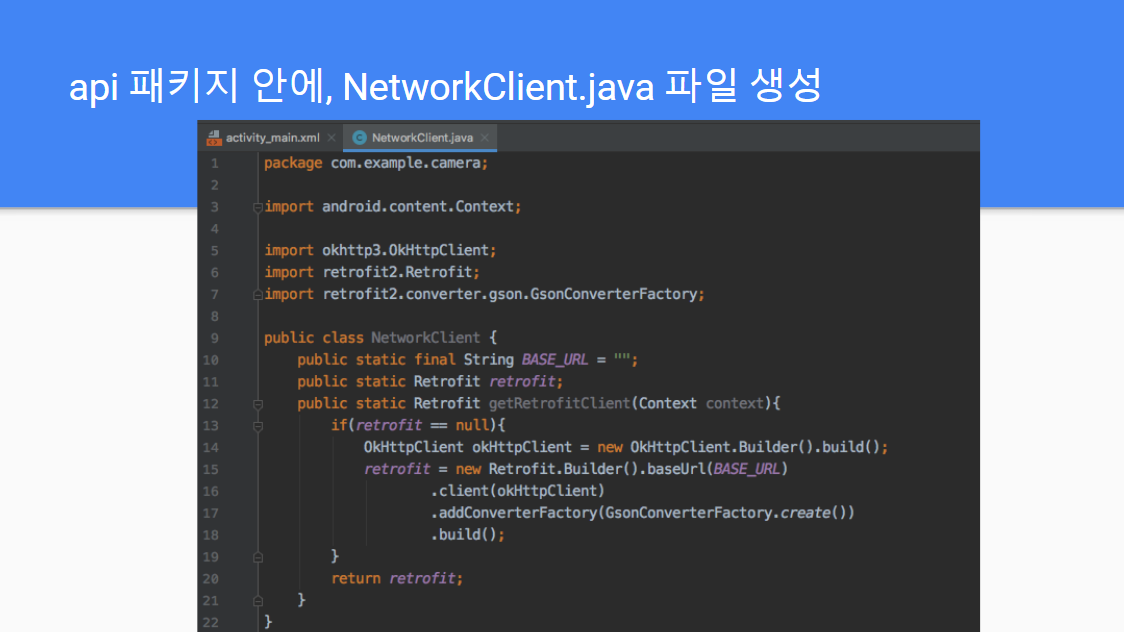 api 패키지 안에, NetworkClient.java 파일 생성
activity_main.xml × NetworkClient.java ×
1 package com.example.camera;
2
3 import android.content.Context;
4
5 import okhttp3.OkHttpClient;
6 import retrofit2.Retrofit;
7 import retrofit2.converter.gson.GsonConverterFactory;
8
9 public class NetworkClient {
10     public static final String BASE_URL = "";
11     public static Retrofit retrofit;
12     public static Retrofit getRetrofitClient(Context context){
13         if(retrofit == null){
14             OkHttpClient okHttpClient = new OkHttpClient.Builder().build();
15             retrofit = new Retrofit.Builder().baseUrl(BASE_URL)
16                     .client(okHttpClient)
17                     .addConverterFactory(GsonConverterFactory.create())
18                     .build();
19         }
20         return retrofit;
21     }
22 }